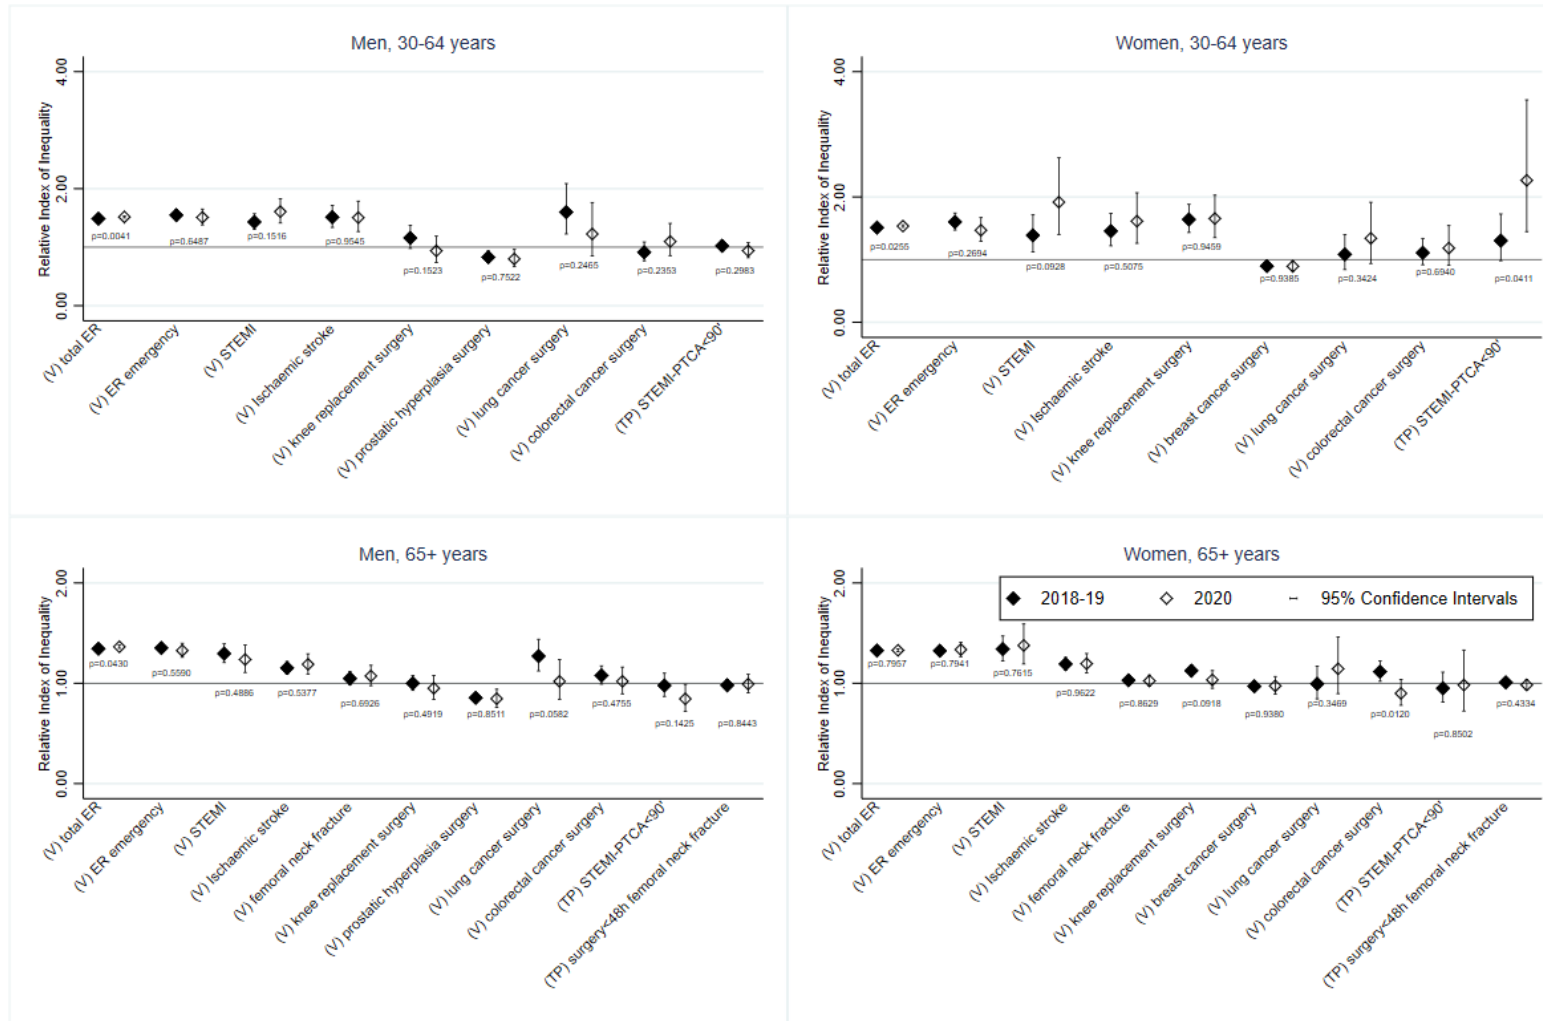 Men, 30-64 years
Relative Index of Inequality
4.00
2.00
0.00
p=0.0041
p=0.6487
p=0.1516
p=0.9545
p=0.1523
p=0.7522
p=0.2465
p=0.2353
p=0.2983
(V) total ER
(V) ER emergency
(V) STEMI
(V) Ischaemic stroke
(V) knee replacement surgery
(V) prostatic hyperplasia surgery
(V) lung cancer surgery
(V) colorectal cancer surgery
(TP) STEMI-PTCA<90'
Women, 30-64 years
Relative Index of Inequality
4.00
2.00
0.00
p=0.0255
p=0.2694
p=0.0928
p=0.5075
p=0.9459
p=0.9385
p=0.3424
p=0.6940
p=0.0411
(V) total ER
(V) ER emergency
(V) STEMI
(V) Ischaemic stroke
(V) knee replacement surgery
(V) breast cancer surgery
(V) lung cancer surgery
(V) colorectal cancer surgery
(TP) STEMI-PTCA<90'
Men, 65+ years
Relative Index of Inequality
2.00
1.00
0.00
p=0.0430
p=0.5590
p=0.4886
p=0.5377
p=0.6926
p=0.4919
p=0.8511
p=0.0582
p=0.4755
p=0.1425
p=0.8443
(V) total ER
(V) ER emergency
(V) STEMI
(V) Ischaemic stroke
(V) femoral neck fracture
(V) knee replacement surgery
(V) prostatic hyperplasia surgery
(V) lung cancer surgery
(V) colorectal cancer surgery
(TP) STEMI-PTCA<90'
(TP) surgery<48h femoral neck fracture
Women, 65+ years
2018-19 2020 95% Confidence Intervals
Relative Index of Inequality
2.00
1.00
0.00
p=0.7957
p=0.7941
p=0.7615
p=0.9622
p=0.8629
p=0.0918
p=0.9380
p=0.3469
p=0.0120
p=0.8502
p=0.4334
(V) total ER
(V) ER emergency
(V) STEMI
(V) Ischaemic stroke
(V) femoral neck fracture
(V) knee replacement surgery
(V) breast cancer surgery
(V) lung cancer surgery
(V) colorectal cancer surgery
(TP) STEMI-PTCA<90'
(TP) surgery<48h femoral neck fracture